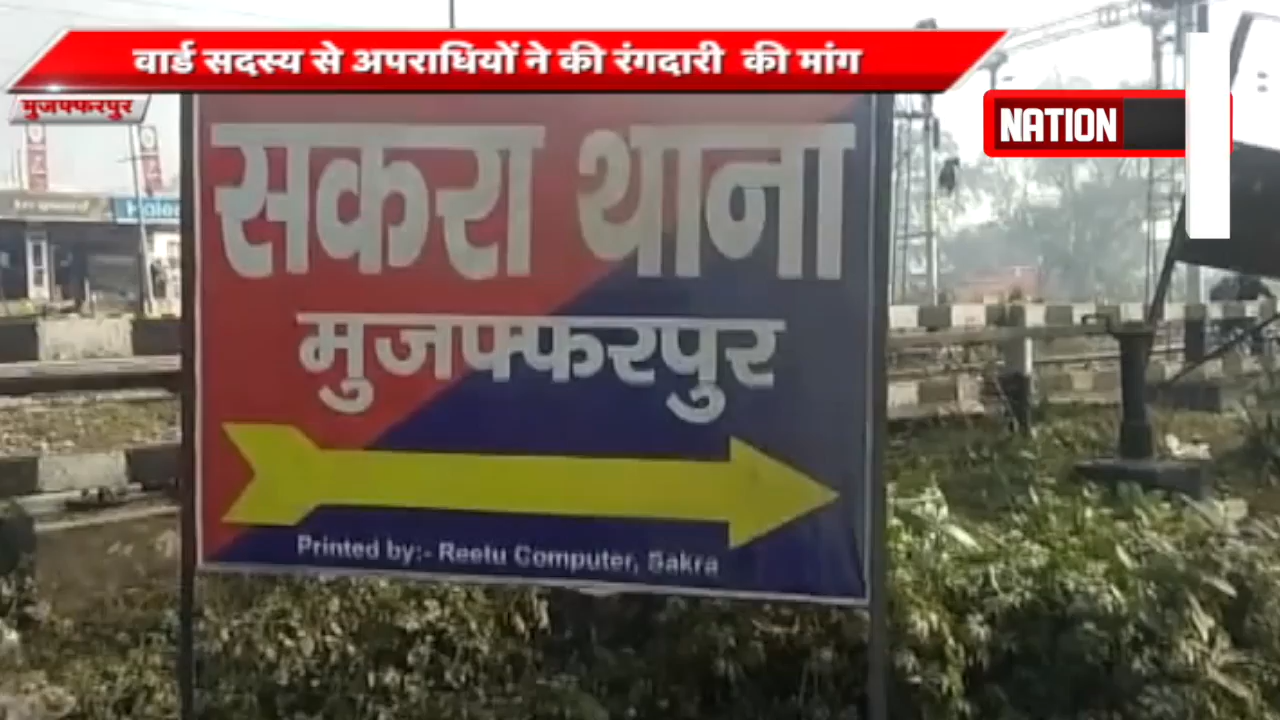 वार्ड सदस्य से अपराधियों ने की रंगदारी की मांग
मुजफ्फरपुर
NATION
सकरा थाना
मुजफ्फरपुर
Printed by:- Reetu Computer, Sakra